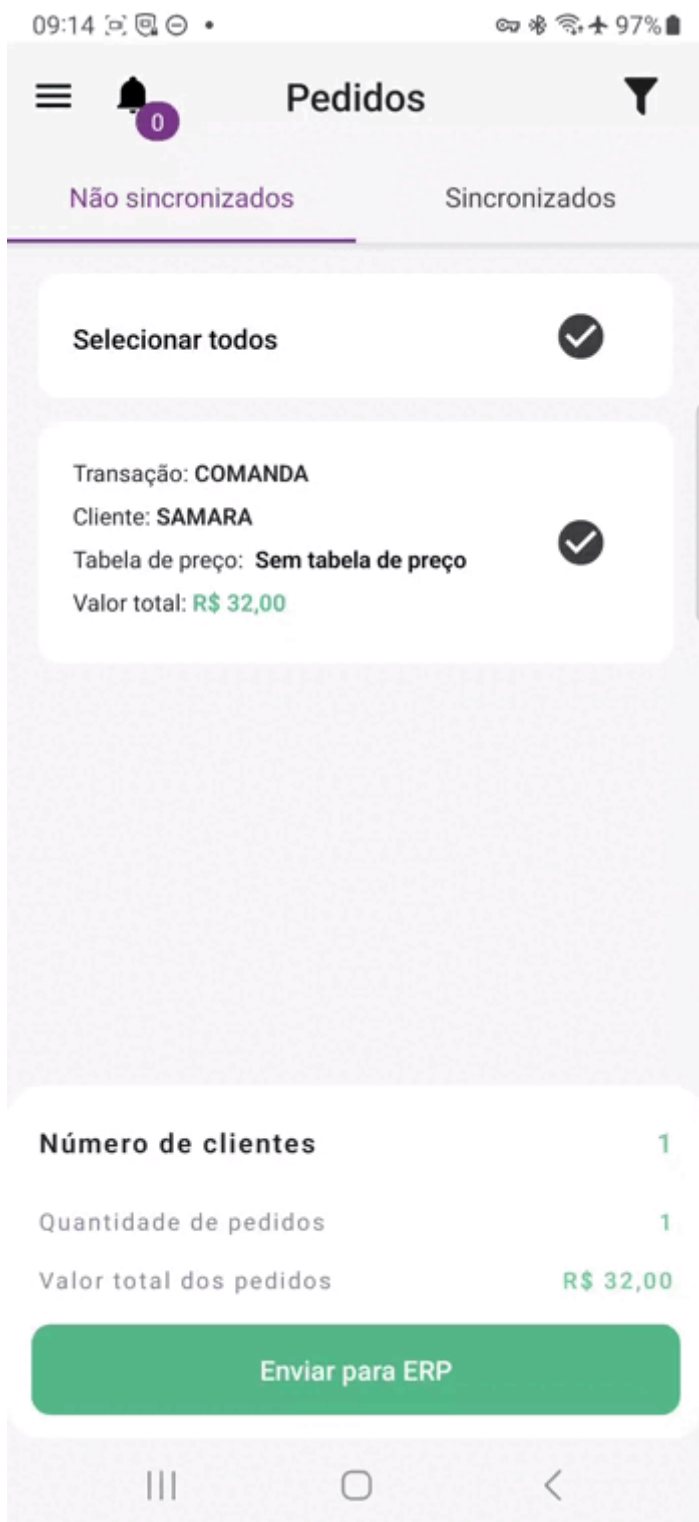 09:14 97%
0 Pedidos
Não sincronizados Sincronizados
Selecionar todos
Transação: COMANDA
Cliente: SAMARA
Tabela de preço: Sem tabela de preço
Valor total: R$ 32,00
Número de clientes 1
Quantidade de pedidos 1
Valor total dos pedidos R$ 32,00
Enviar para ERP